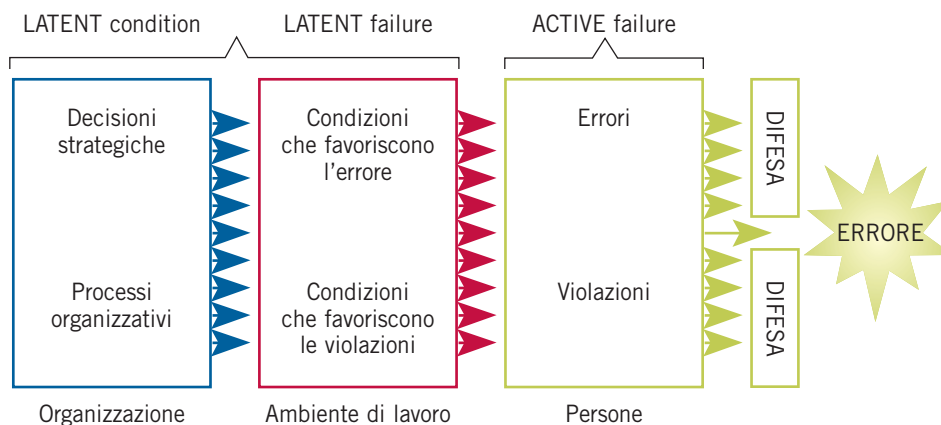 LATENT condition
LATENT failure
ACTIVE failure
Decisioni
strategiche
Processi
organizzativi
Condizioni
che favoriscono
l'errore
Condizioni
che favoriscono
le violazioni
Errori
Violazioni
DIFESA
DIFESA
ERRORE
Organizzazione
Ambiente di lavoro
Persone